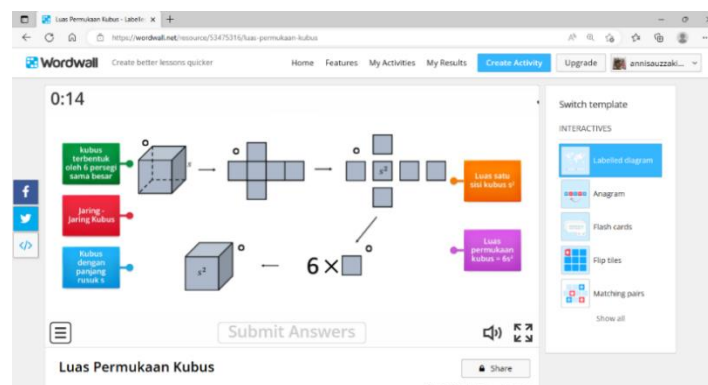 Luas Permukaan Kubus - Labelle
https://wordwall.net/resource/53475316/luas-permukaan-kubus
Wordwall
Create better lessons quicker
Home
Features
My Activities
My Results
Create Activity
Upgrade
annisauzzaki...
0:14
kubus
terbentuk
oleh 6 persegi
sama besar
s
s²
Luas satu
sisi kubus s²
Jaring -
Jaring Kubus
Kubus
dengan
panjang
rusuk s
s²
6 ×
Luas
permukaan
kubus = 6s²
Submit Answers
Luas Permukaan Kubus
Share
Switch template
INTERACTIVES
Labelled diagram
Anagram
Flash cards
Flip tiles
Matching pairs
Show all